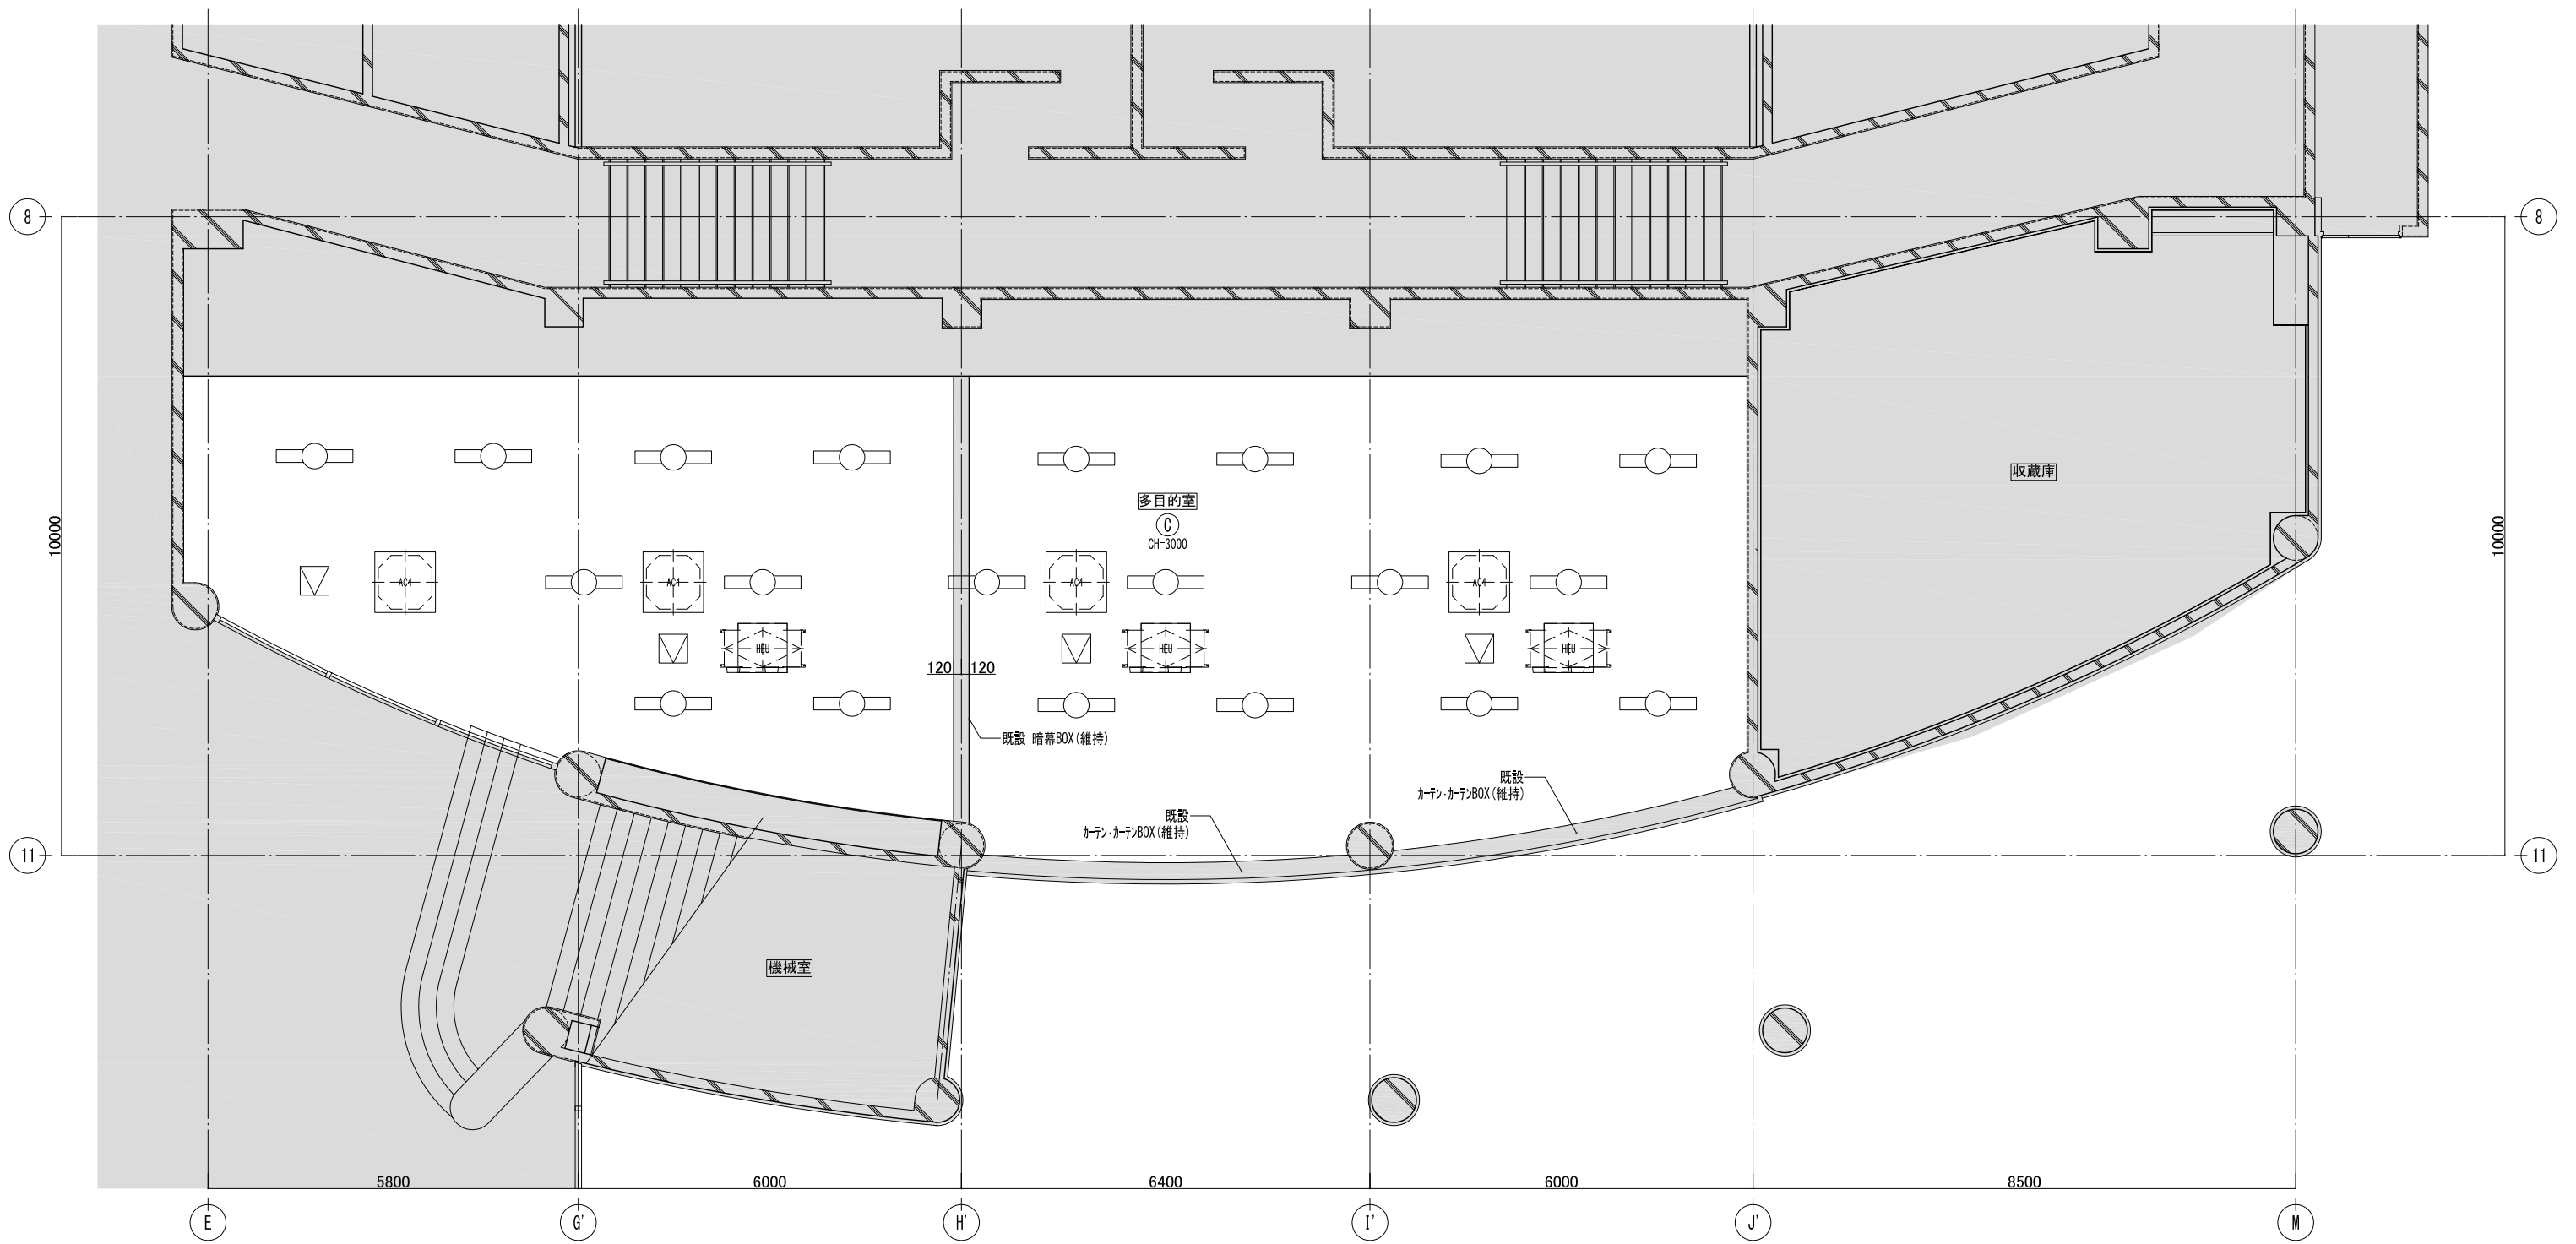 8
8
収蔵庫
多目的室
C
CH=3000
10000
10000
AC4
AC4
AC4
AC4
HEU
HEU
HEU
120
120
既設 暗幕BOX(維持)
既設
カーテン・カーテンBOX(維持)
既設
カーテン・カーテンBOX(維持)
11
11
機械室
5800
6000
6400
6000
8500
E
G'
H'
I'
J'
M